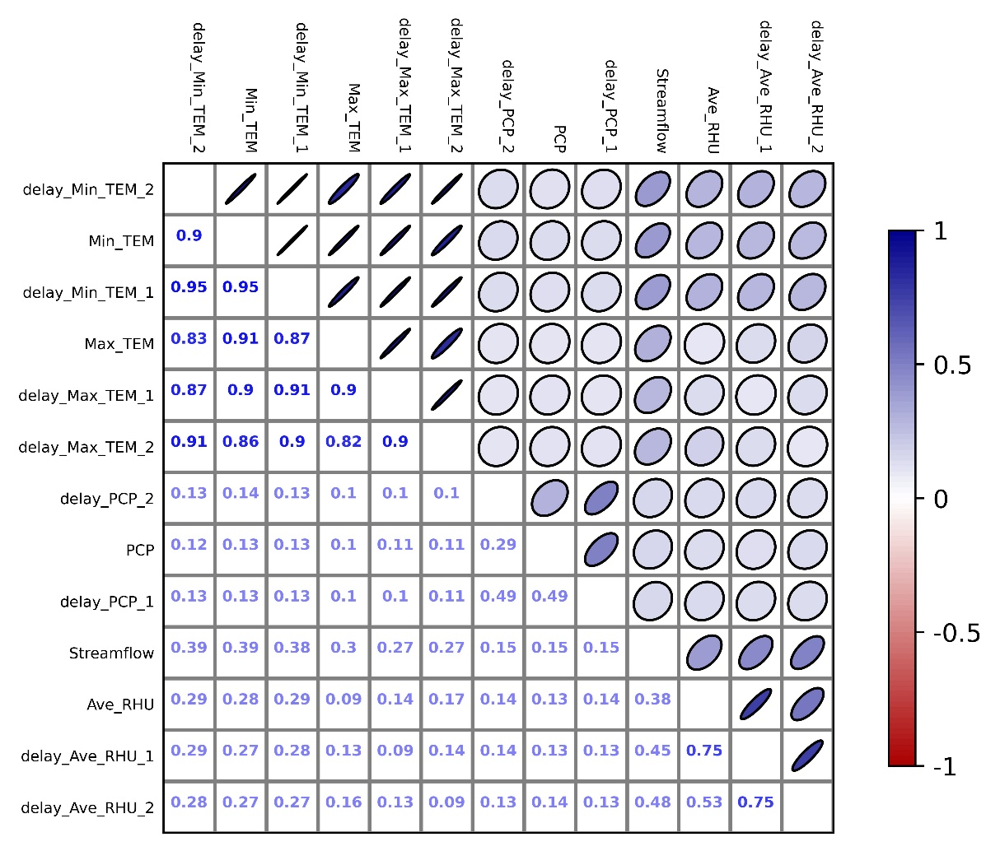 delay_Min_TEM_2 Min_TEM delay_Min_TEM_1 Max_TEM delay_Max_TEM_1 delay_Max_TEM_2 delay_PCP_2 PCP delay_PCP_1 Streamflow Ave_RHU delay_Ave_RHU_1 delay_Ave_RHU_2
delay_Min_TEM_2
Min_TEM 0.9
delay_Min_TEM_1 0.95 0.95
Max_TEM 0.83 0.91 0.87
delay_Max_TEM_1 0.87 0.9 0.91 0.9
delay_Max_TEM_2 0.91 0.86 0.9 0.82 0.9
delay_PCP_2 0.13 0.14 0.13 0.1 0.1 0.1
PCP 0.12 0.13 0.13 0.1 0.11 0.11 0.29
delay_PCP_1 0.13 0.13 0.13 0.1 0.1 0.11 0.49 0.49
Streamflow 0.39 0.39 0.38 0.3 0.27 0.27 0.15 0.15 0.15
Ave_RHU 0.29 0.28 0.29 0.09 0.14 0.17 0.14 0.13 0.14 0.38
delay_Ave_RHU_1 0.29 0.27 0.28 0.13 0.09 0.14 0.14 0.13 0.13 0.45 0.75
delay_Ave_RHU_2 0.28 0.27 0.27 0.16 0.13 0.09 0.13 0.14 0.13 0.48 0.53 0.75
1
0.5
0
-0.5
-1